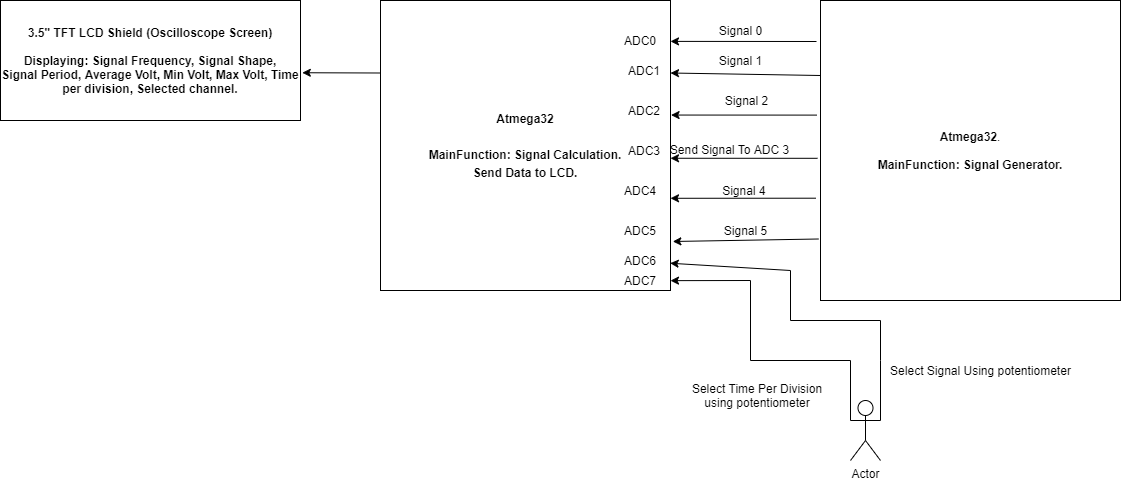 3.5" TFT LCD Shield (Oscilloscope Screen)
Displaying: Signal Frequency, Signal Shape,
Signal Period, Average Volt, Min Volt, Max Volt, Time
per division, Selected channel.
Atmega32
MainFunction: Signal Calculation.
Send Data to LCD.
ADC0
ADC1
ADC2
ADC3
ADC4
ADC5
ADC6
ADC7
Signal 0
Signal 1
Signal 2
Send Signal To ADC 3
Signal 4
Signal 5
Atmega32.
MainFunction: Signal Generator.
Select Signal Using potentiometer
Select Time Per Division
using potentiometer
Actor